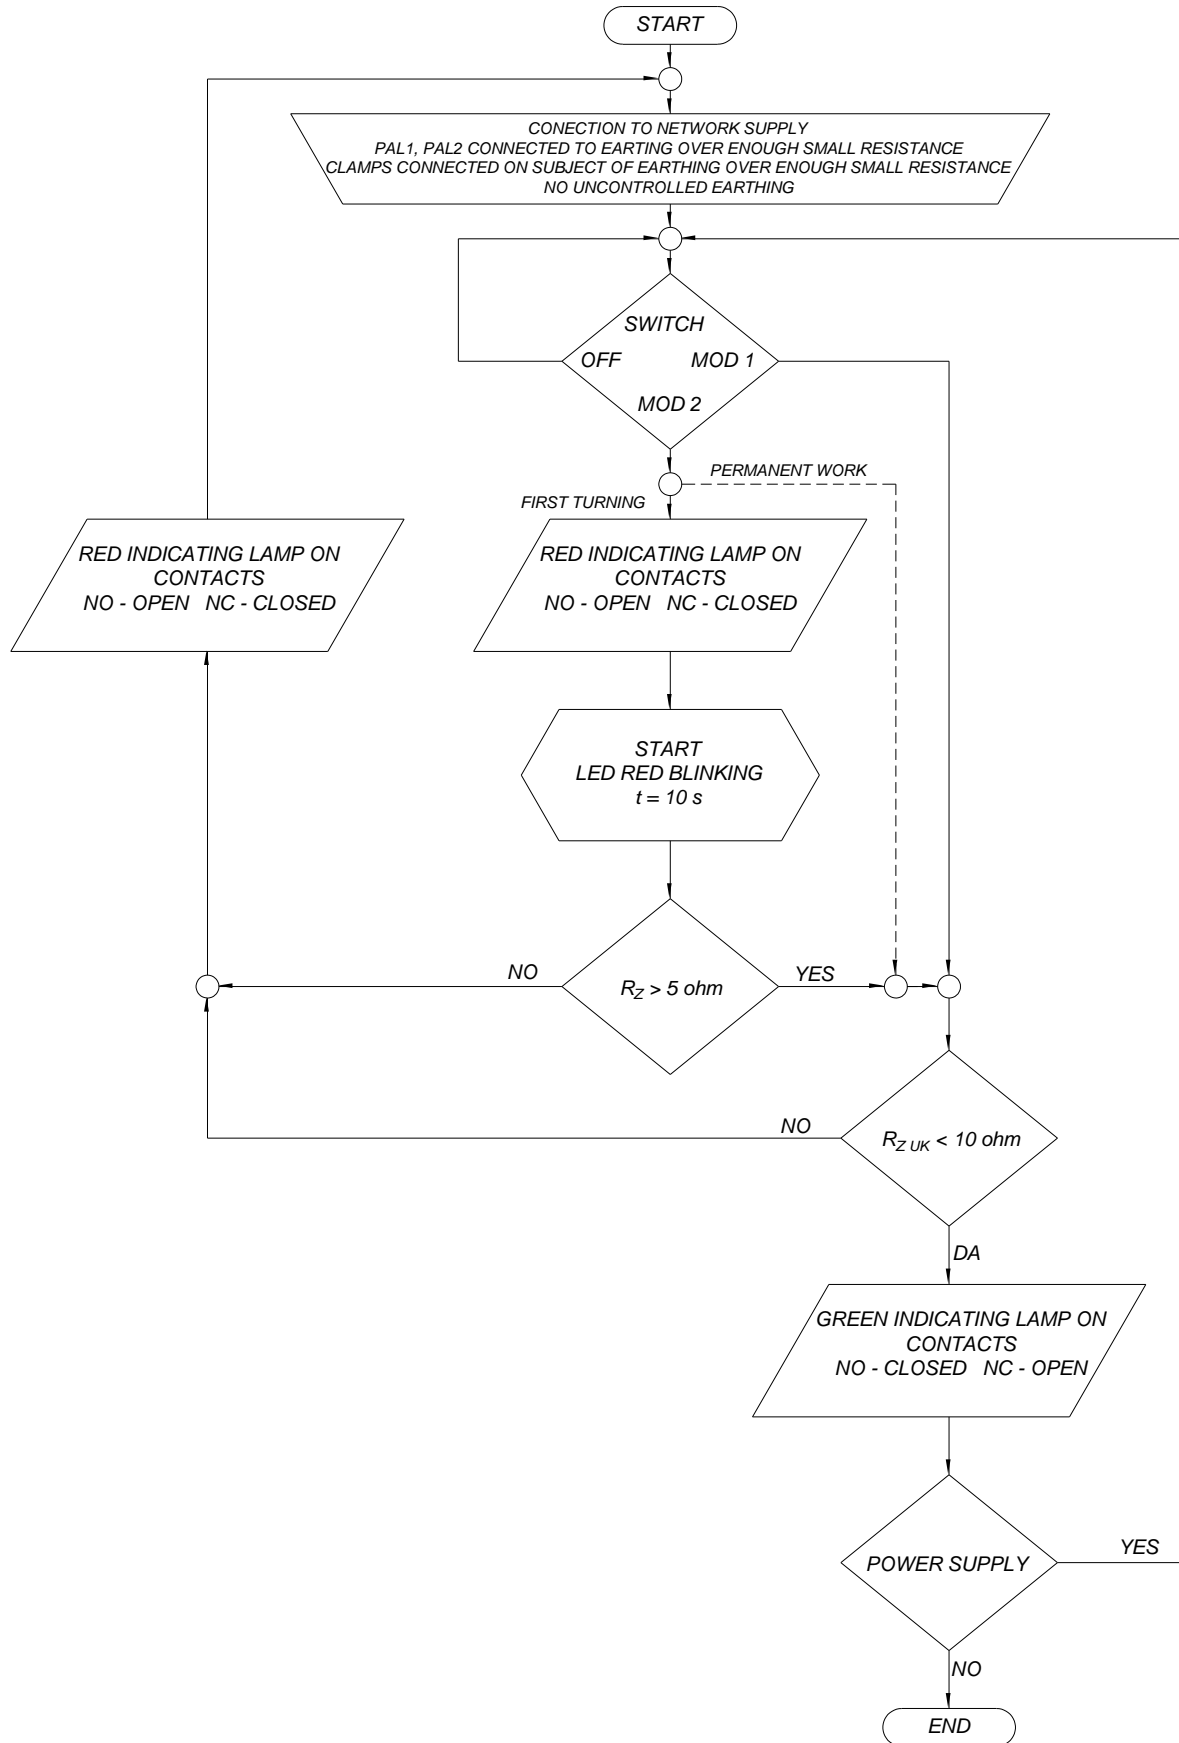 START
CONECTION TO NETWORK SUPPLY
PAL1, PAL2 CONNECTED TO EARTING OVER ENOUGH SMALL RESISTANCE
CLAMPS CONNECTED ON SUBJECT OF EARTHING OVER ENOUGH SMALL RESISTANCE
NO UNCONTROLLED EARTHING
SWITCH
OFF MOD 1
MOD 2
PERMANENT WORK
FIRST TURNING
RED INDICATING LAMP ON
CONTACTS
NO - OPEN NC - CLOSED
RED INDICATING LAMP ON
CONTACTS
NO - OPEN NC - CLOSED
START
LED RED BLINKING
t = 10 s
NO
YES
RZ > 5 ohm
NO
RZ UK < 10 ohm
DA
GREEN INDICATING LAMP ON
CONTACTS
NO - CLOSED NC - OPEN
POWER SUPPLY
YES
NO
END